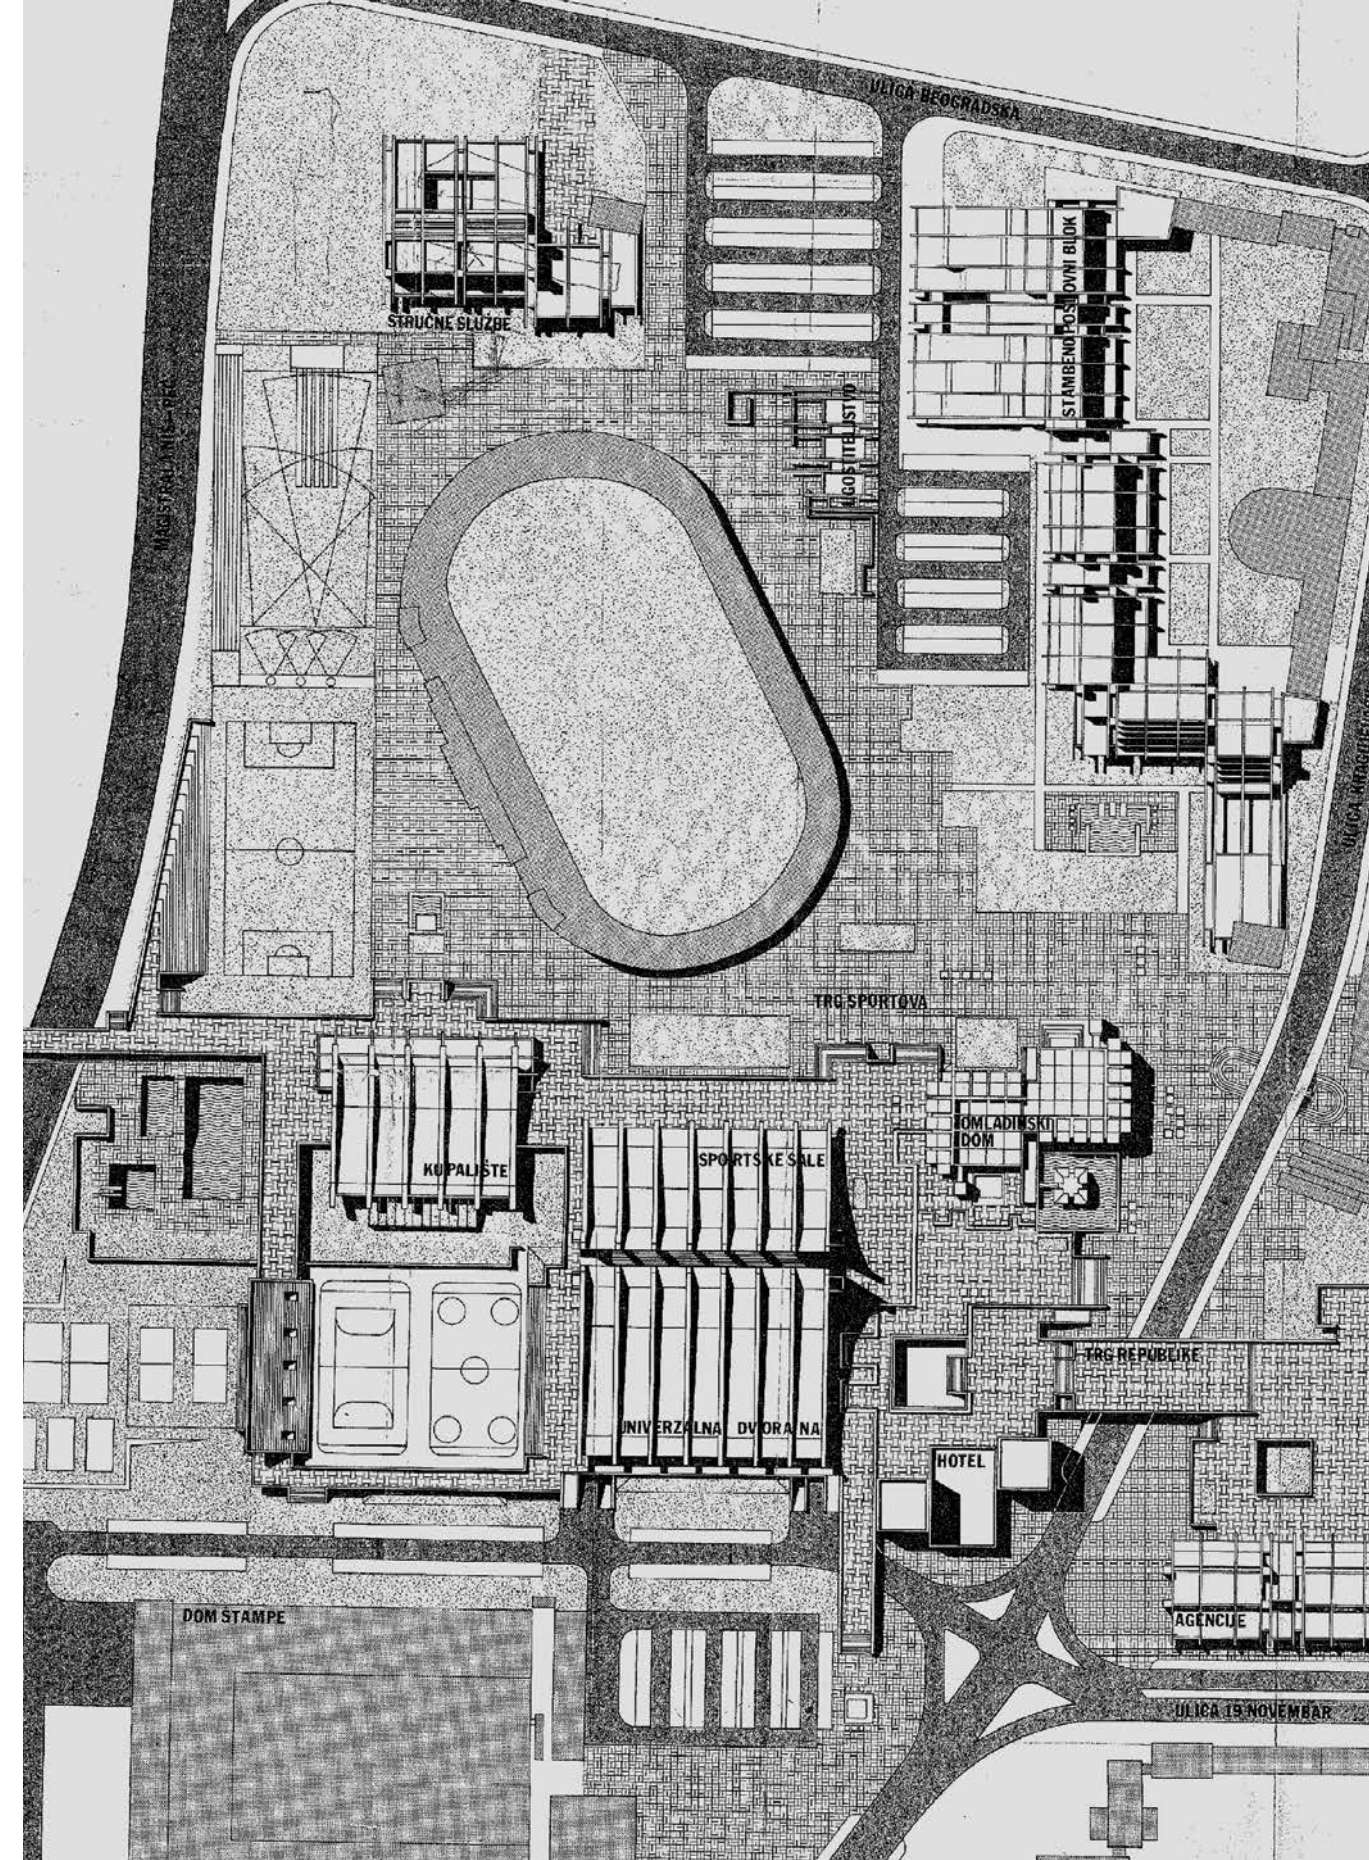 ULICA BEOGRADSKA
STRUČNE SLUŽBE
STAMBENO POSLOVNI BLOK
UGOSTITELJSTVO
MAGISTRALA NIŠ–PEĆ
TRG SPORTOVA
OMLADINSKI
DOM
KUPALIŠTE
SPORTSKE SALE
TRG REPUBLIKE
UNIVERZALNA DVORANA
HOTEL
DOM ŠTAMPE
AGENCIJE
ULICA 19 NOVEMBAR